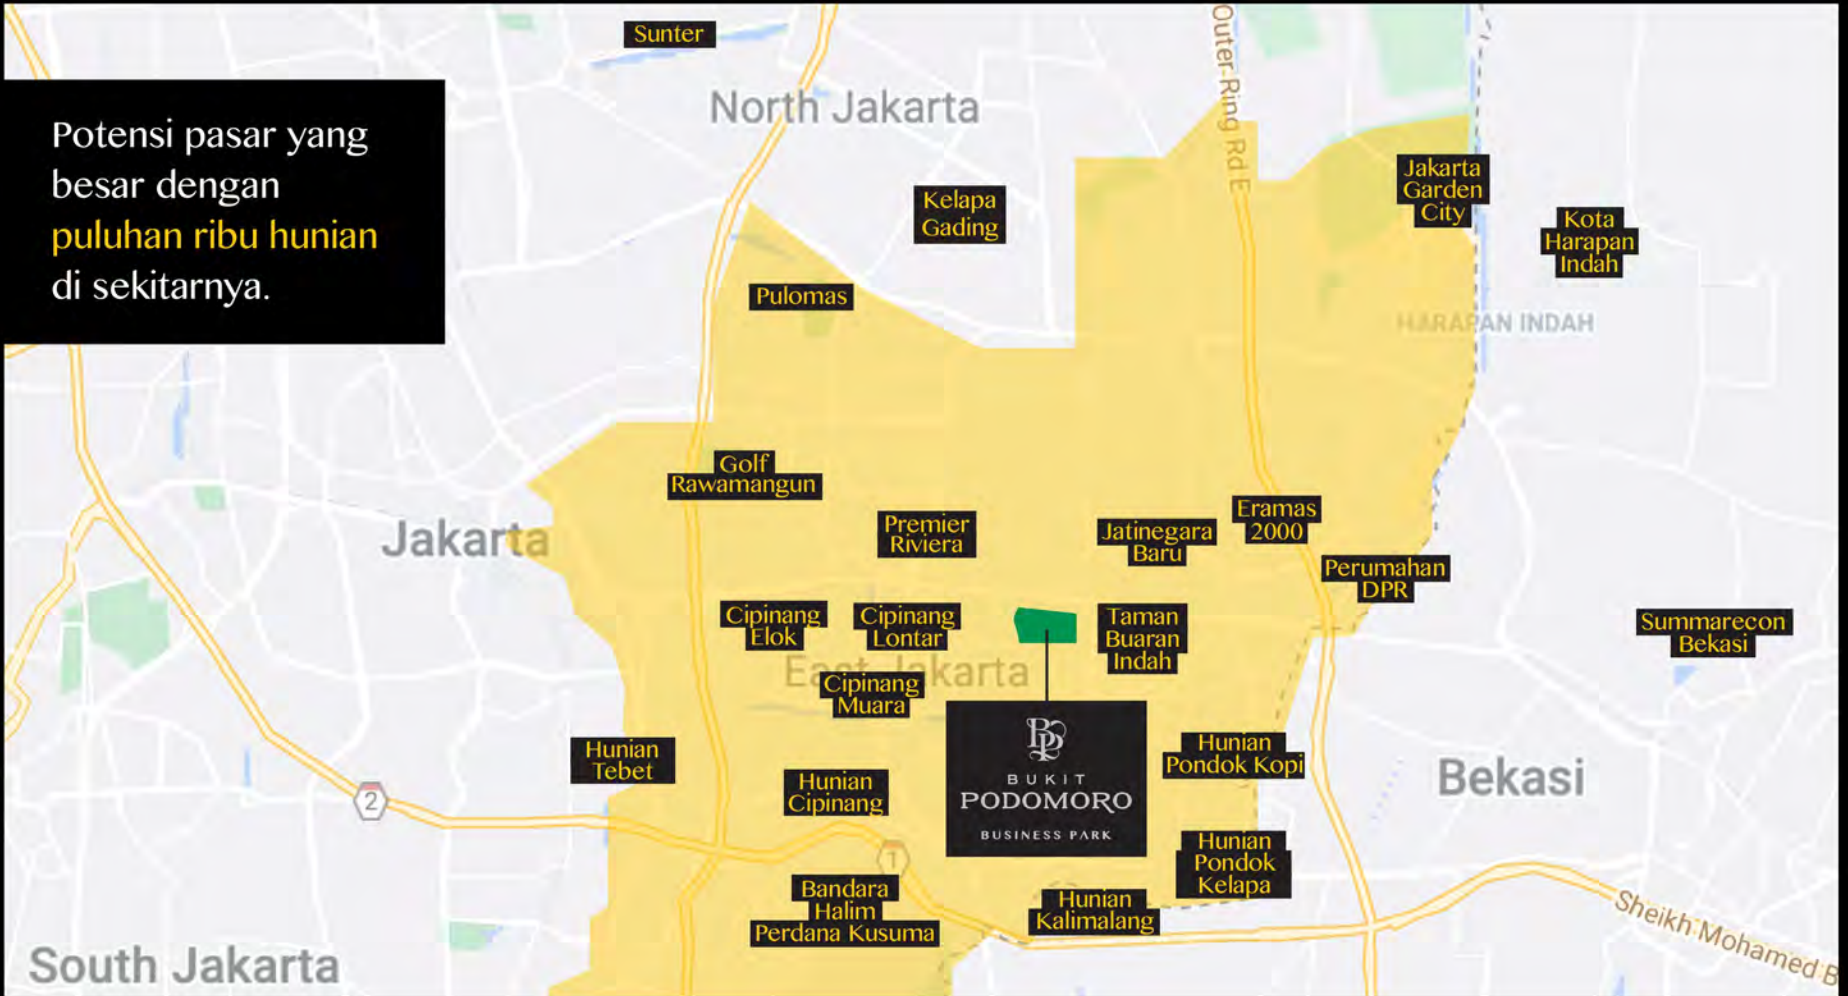 Sunter
Outer Ring Rd E
North Jakarta
Potensi pasar yang
besar dengan
puluhan ribu hunian
di sekitarnya.
Jakarta
Garden
City
Kelapa
Gading
Kota
Harapan
Indah
Pulomas
HARAPAN INDAH
Golf
Rawamangun
Eramas
2000
Premier
Riviera
Jatinegara
Baru
Jakarta
Perumahan
DPR
Cipinang
Elok
Cipinang
Lontar
Taman
Buaran
Indah
Summarecon
Bekasi
East Jakarta
Cipinang
Muara
BP
BUKIT
PODOMORO
BUSINESS PARK
Hunian
Tebet
Hunian
Pondok Kopi
Hunian
Cipinang
Bekasi
2
1
Hunian
Pondok
Kelapa
Bandara
Halim
Perdana Kusuma
Hunian
Kalimalang
Sheikh Mohamed B
South Jakarta